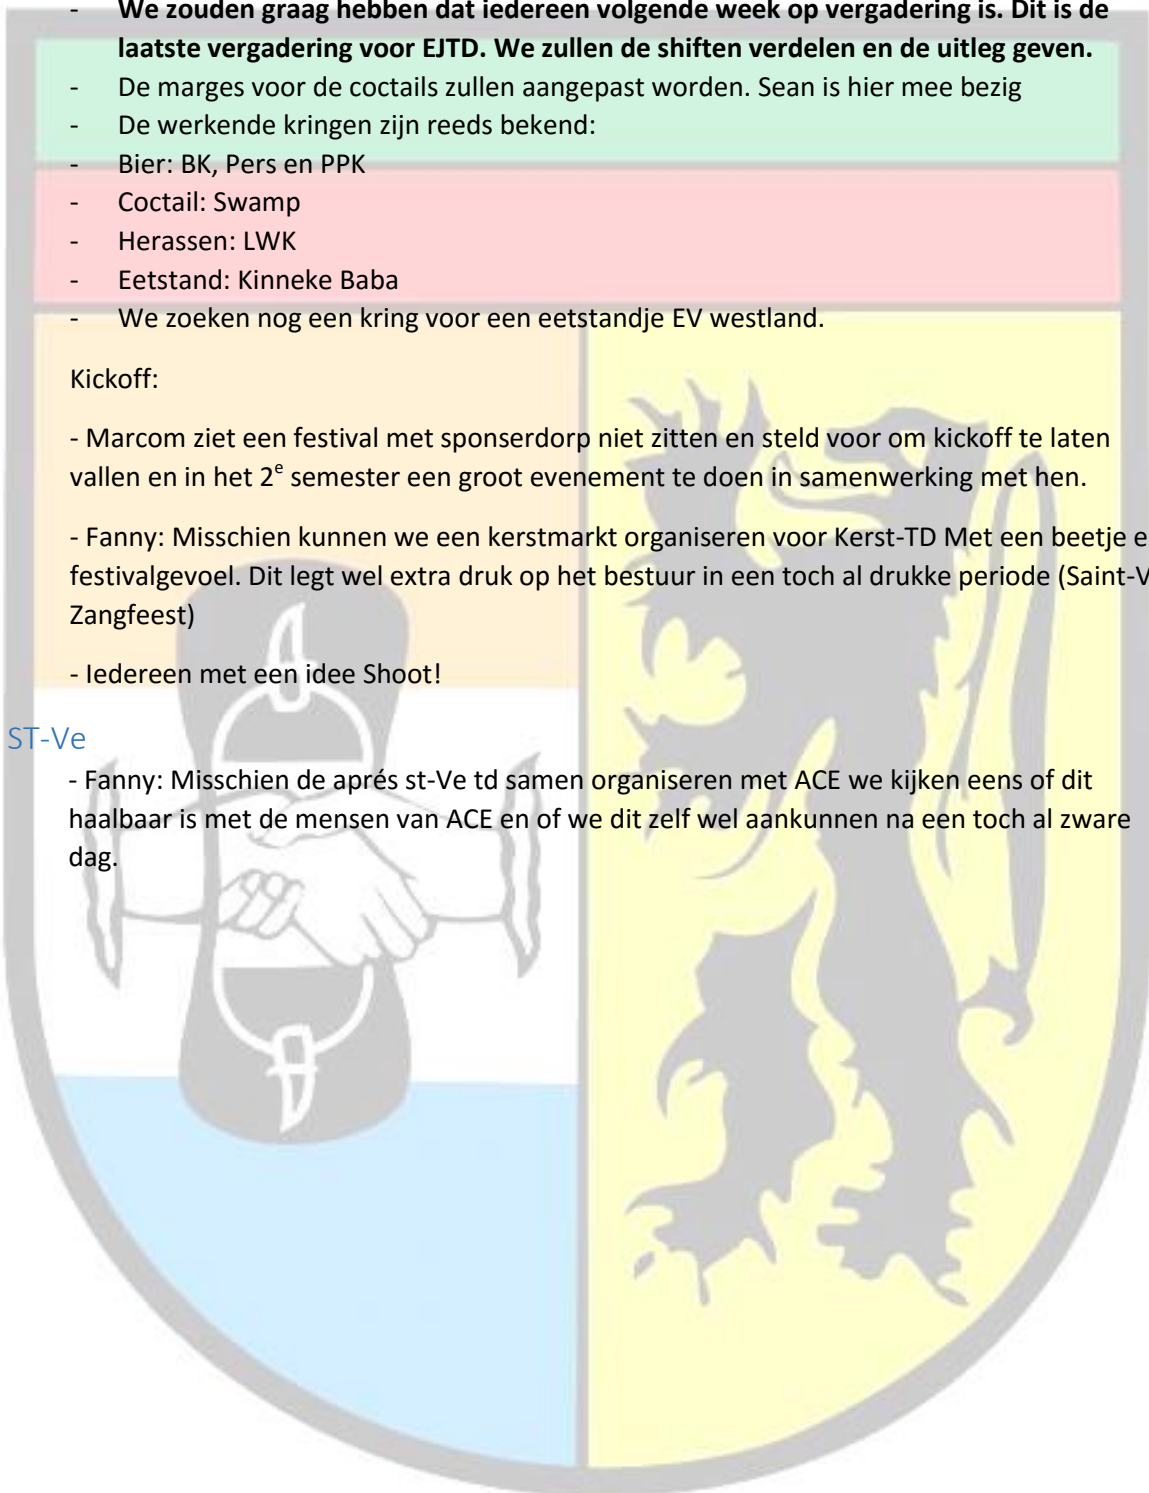 - We zouden graag hebben dat iedereen volgende week op vergadering is. Dit is de
laatste vergadering voor EJTD. We zullen de shiften verdelen en de uitleg geven.
- De marges voor de coctails zullen aangepast worden. Sean is hier mee bezig
- De werkende kringen zijn reeds bekend:
- Bier: BK, Pers en PPK
- Coctail: Swamp
- Herassen: LWK
- Eetstand: Kinneke Baba
- We zoeken nog een kring voor een eetstandje EV westland.
Kickoff:
- Marcom ziet een festival met sponserdorp niet zitten en steld voor om kickoff te laten
vallen en in het 2e semester een groot evenement te doen in samenwerking met hen.
- Fanny: Misschien kunnen we een kerstmarkt organiseren voor Kerst-TD Met een beetje e
festivalgevoel. Dit legt wel extra druk op het bestuur in een toch al drukke periode (Saint-V
Zangfeest)
- Iedereen met een idee Shoot!
ST-Ve
- Fanny: Misschien de aprés st-Ve td samen organiseren met ACE we kijken eens of dit
haalbaar is met de mensen van ACE en of we dit zelf wel aankunnen na een toch al zware
dag.